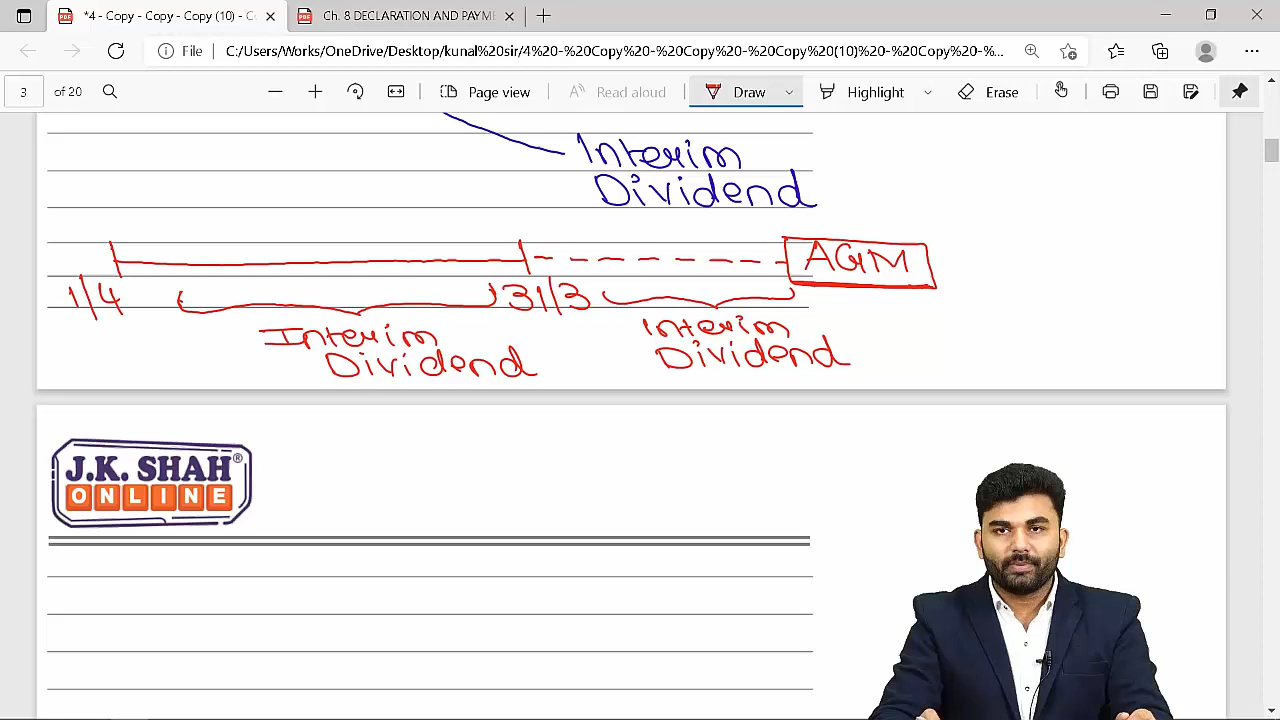 *4 - Copy - Copy - Copy (10) - C
Ch. 8 DECLARATION AND PAYME
File
C:/Users/Works/OneDrive/Desktop/kunal%20sir/4%20-%20Copy%20-%20Copy%20-%20Copy%20(10)%20-%20Copy%20-%...
3 of 20
Page view
Read aloud
Draw
Highlight
Erase
Interim
Dividend
AGM
1/4
31/3
Interim
Dividend
Interim
Dividend
J.K. SHAH®
ONLINE